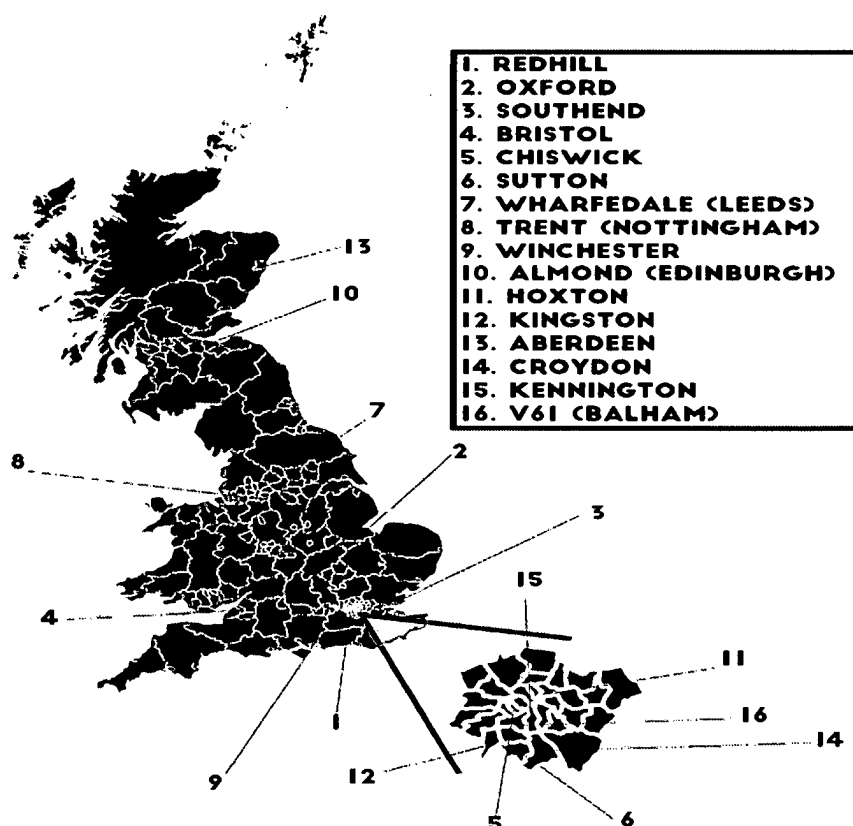 1. REDHILL
2. OXFORD
3. SOUTHEND
4. BRISTOL
5. CHISWICK
6. SUTTON
7. WHARFEDALE (LEEDS)
8. TRENT (NOTTINGHAM)
9. WINCHESTER
10. ALMOND (EDINBURGH)
11. HOXTON
12. KINGSTON
13. ABERDEEN
14. CROYDON
15. KENNINGTON
16. V61 (BALHAM)
13
10
7
2
8
3
15
4
11
1
16
14
12
9
5
6